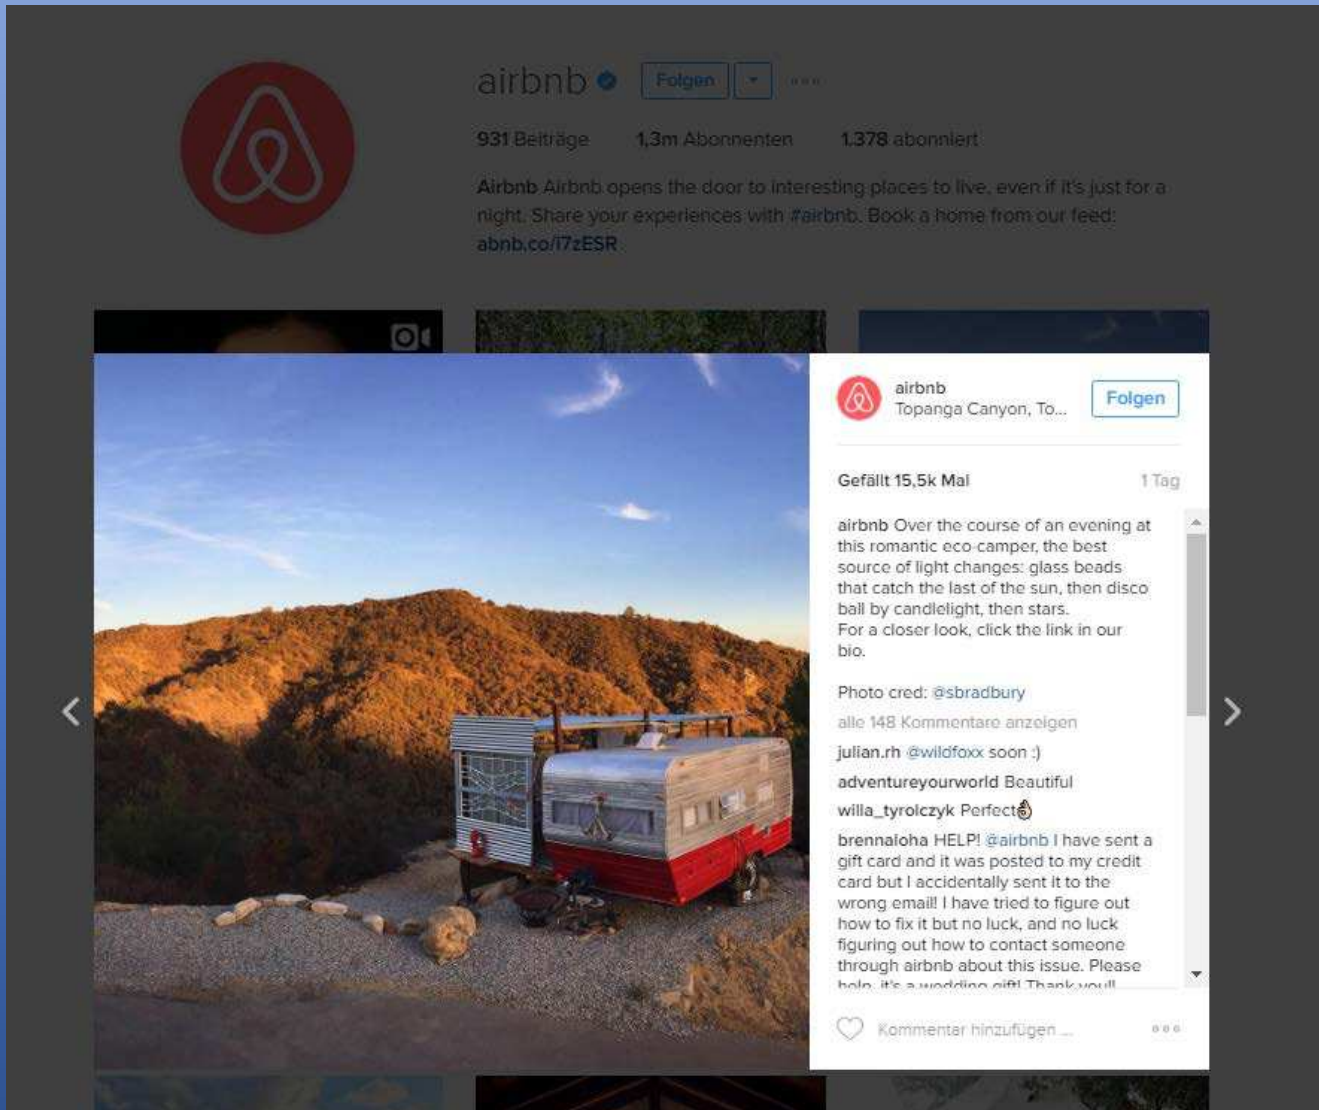 airbnb Folgen
931 Beiträge 1,3m Abonnenten 1.378 abonniert
Airbnb Airbnb opens the door to interesting places to live, even if it's just for a
night. Share your experiences with #airbnb. Book a home from our feed:
abnb.co/i7zESR
airbnb
Topanga Canyon, To...
Folgen
Gefällt 15,5k Mal 1 Tag
airbnb Over the course of an evening at
this romantic eco-camper, the best
source of light changes: glass beads
that catch the last of the sun, then disco
ball by candlelight, then stars.
For a closer look, click the link in our
bio.
Photo cred: @sbradbury
alle 148 Kommentare anzeigen
julian.rh @wildfoxx soon :)
adventureyourworld Beautiful
willa_tyrolczyk Perfect👌
brennaloha HELP! @airbnb I have sent a
gift card and it was posted to my credit
card but I accidentally sent it to the
wrong email! I have tried to figure out
how to fix it but no luck, and no luck
figuring out how to contact someone
through airbnb about this issue. Please
help, it's a wedding gift! Thank you!!
Kommentar hinzufügen ...